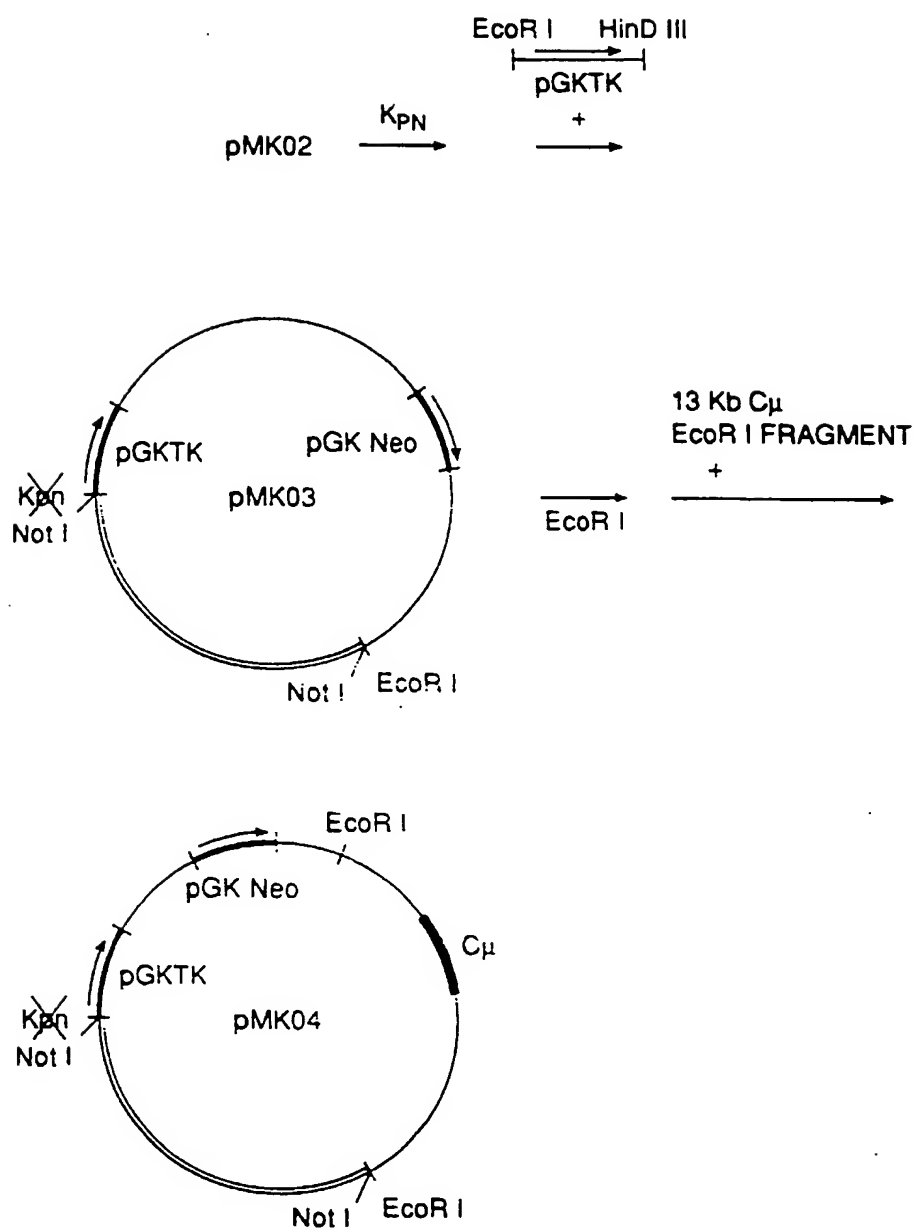 EcoR I HinD III
pGKTK
KPN
+
pMK02
pGKTK
pGK Neo
13 Kb Cμ
EcoR I FRAGMENT
+
Kpn
pMK03
Not I
EcoR I
Not I EcoR I
EcoR I
pGK Neo
Cμ
pGKTK
Kpn
pMK04
Not I
Not I EcoR I